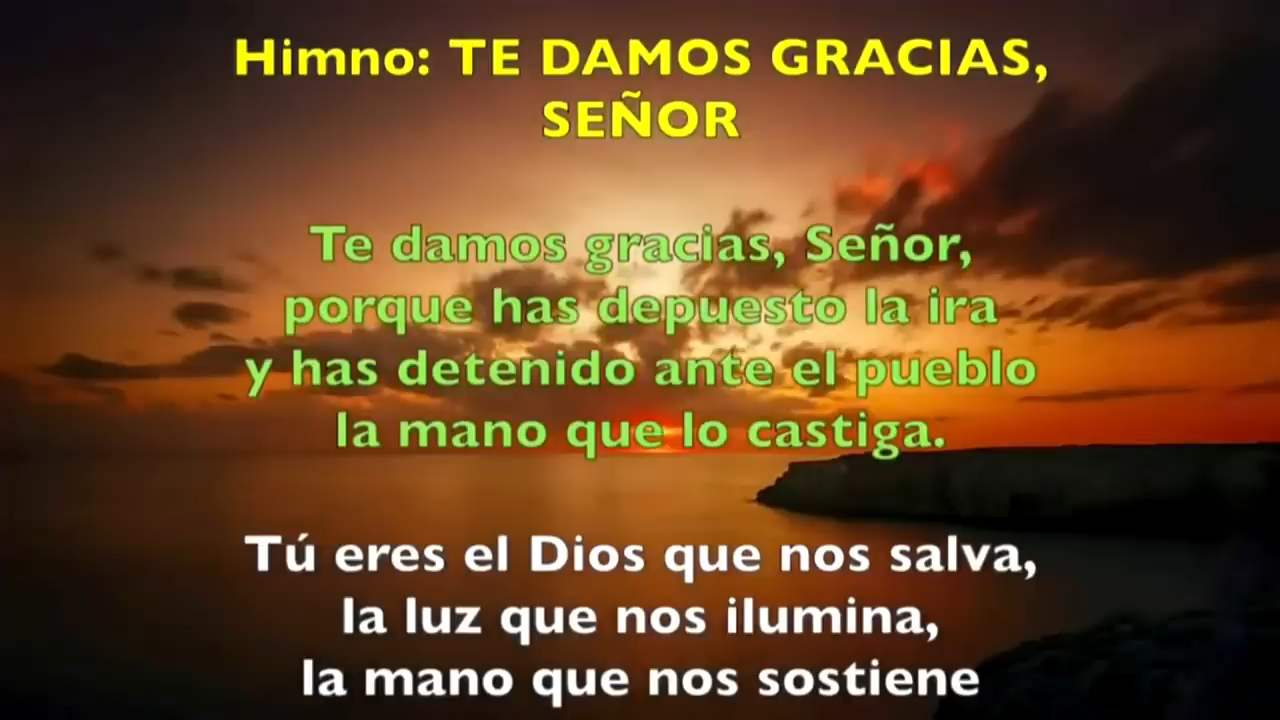 Himno: TE DAMOS GRACIAS,
SEÑOR
Te damos gracias, Señor,
porque has depuesto la ira
y has detenido ante el pueblo
la mano que lo castiga.
Tú eres el Dios que nos salva,
la luz que nos ilumina,
la mano que nos sostiene